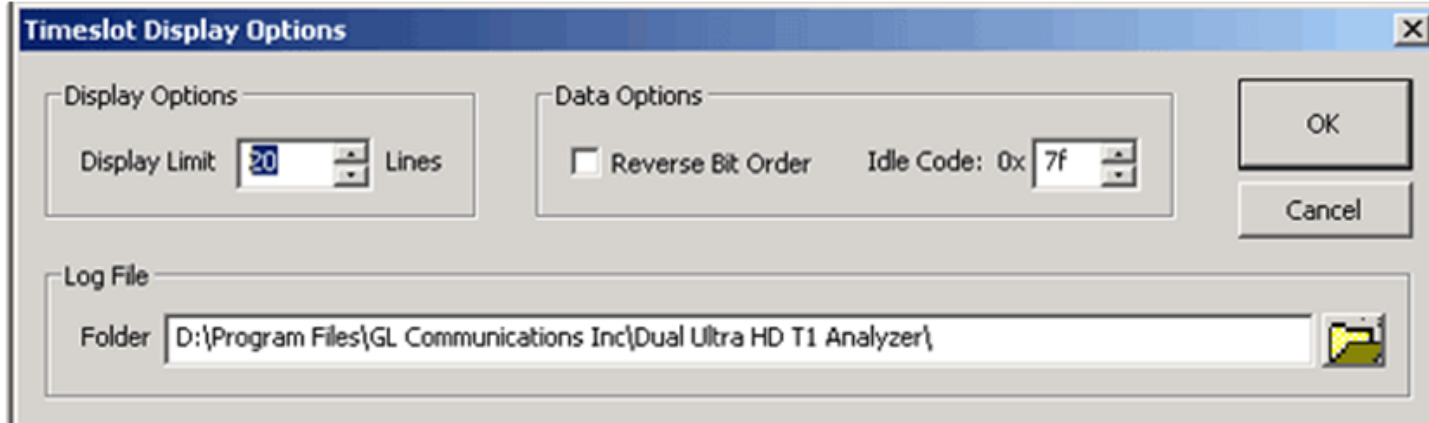 Timeslot Display Options
Display Options
Display Limit 20 Lines
Data Options
Reverse Bit Order Idle Code: 0x 7f
OK
Cancel
Log File
Folder D:\Program Files\GL Communications Inc\Dual Ultra HD T1 Analyzer\